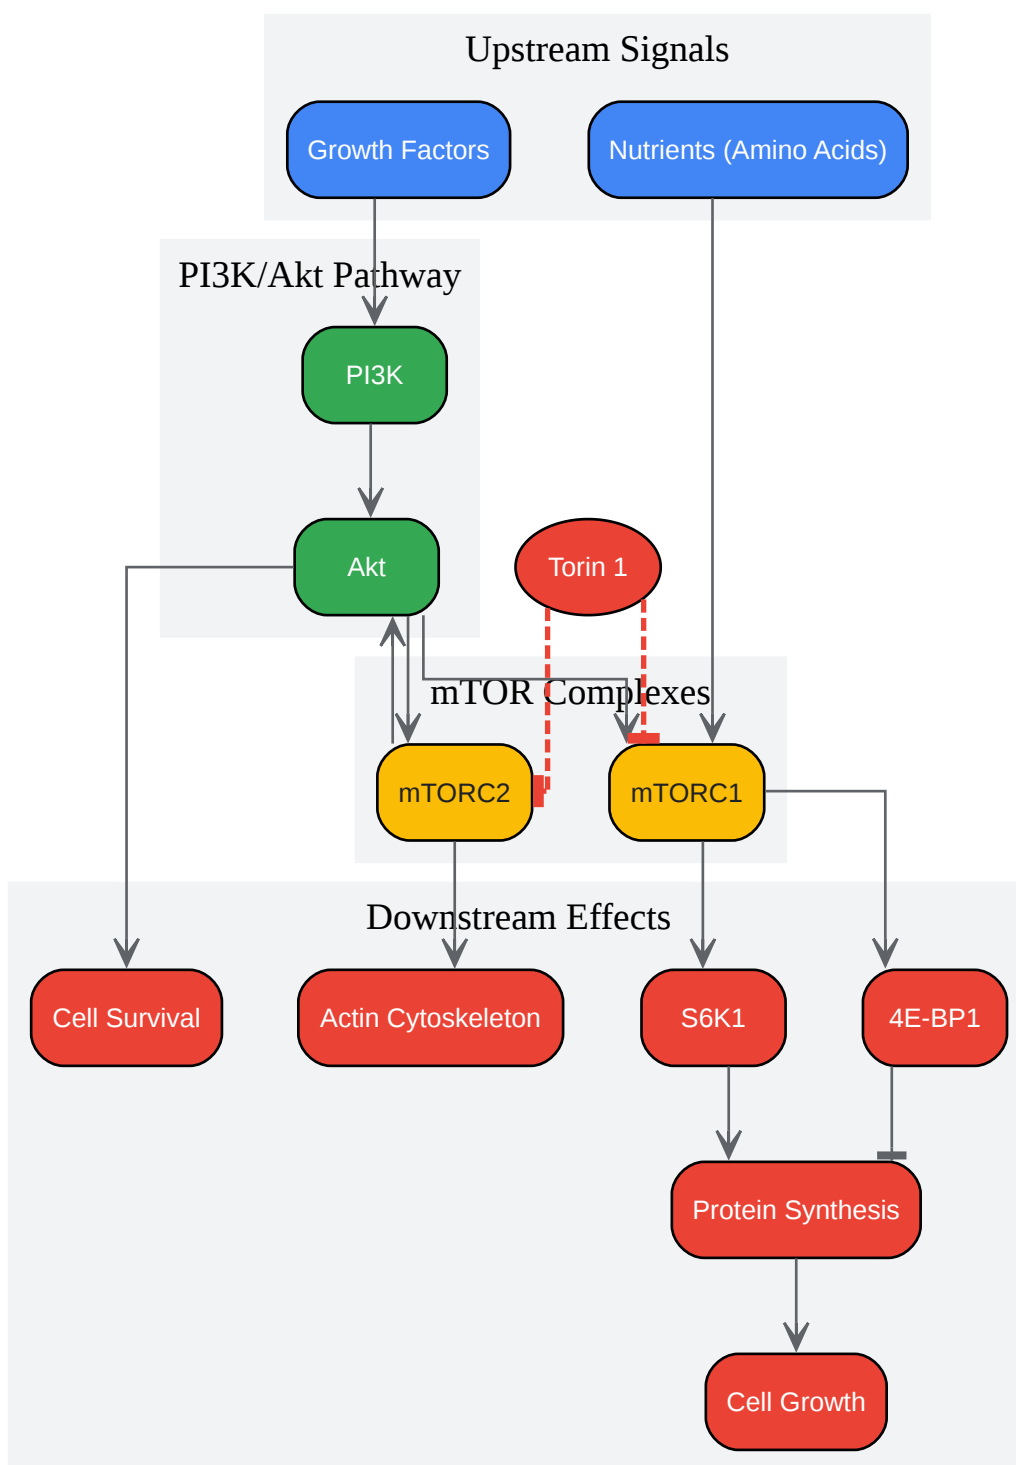 Upstream Signals
Growth Factors
Nutrients (Amino Acids)
PI3K/Akt Pathway
PI3K
Akt
Torin 1
mTOR Complexes
mTORC2
mTORC1
Downstream Effects
Cell Survival
Actin Cytoskeleton
S6K1
4E-BP1
Protein Synthesis
Cell Growth